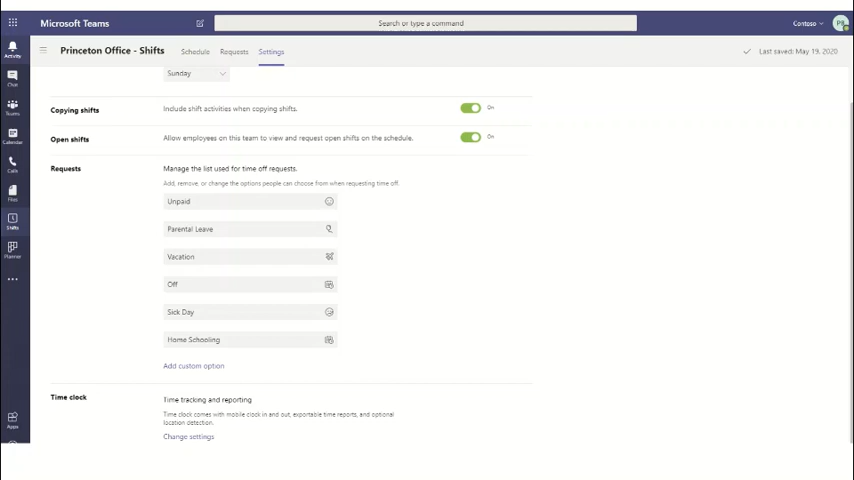 Microsoft Teams
Search or type a command
Contoso
PB
Activity
Chat
Teams
Calendar
Calls
Files
Shifts
Planner
Apps
Princeton Office - Shifts
Schedule
Requests
Settings
Last saved: May 19, 2020
Sunday
Copying shifts
Include shift activities when copying shifts.
On
Open shifts
Allow employees on this team to view and request open shifts on the schedule.
On
Requests
Manage the list used for time off requests.
Add, remove, or change the options people can choose from when requesting time off.
Unpaid
Parental Leave
Vacation
Off
Sick Day
Home Schooling
Add custom option
Time clock
Time tracking and reporting
Time clock comes with mobile clock in and out, exportable time reports, and optional
location detection.
Change settings